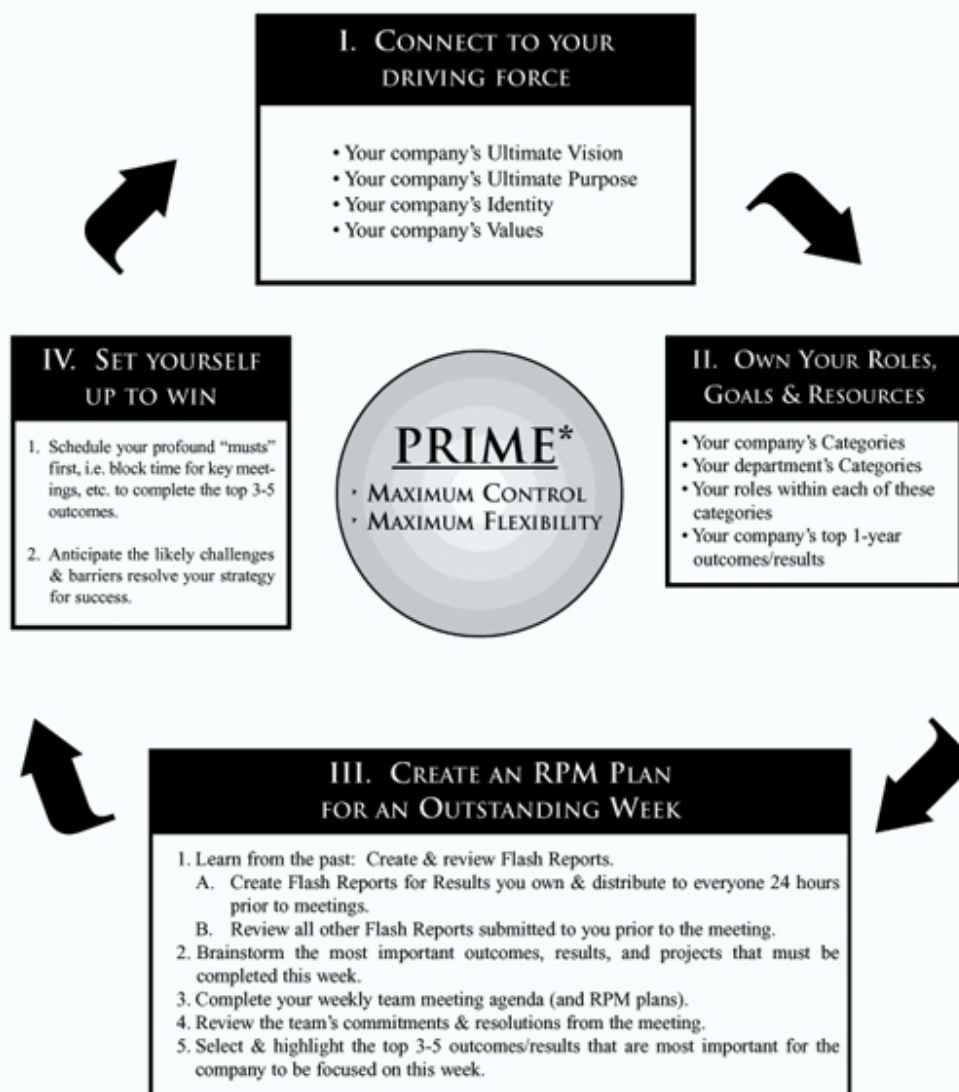 I. CONNECT TO YOUR
DRIVING FORCE
• Your company's Ultimate Vision
• Your company's Ultimate Purpose
• Your company's Identity
• Your company's Values
II. OWN YOUR ROLES,
GOALS & RESOURCES
• Your company's Categories
• Your department's Categories
• Your roles within each of these
categories
• Your company's top 1-year
outcomes/results
III. CREATE AN RPM PLAN
FOR AN OUTSTANDING WEEK
1. Learn from the past: Create & review Flash Reports.
A. Create Flash Reports for Results you own & distribute to everyone 24 hours
prior to meetings.
B. Review all other Flash Reports submitted to you prior to the meeting.
2. Brainstorm the most important outcomes, results, and projects that must be
completed this week.
3. Complete your weekly team meeting agenda (and RPM plans).
4. Review the team's commitments & resolutions from the meeting.
5. Select & highlight the top 3-5 outcomes/results that are most important for the
company to be focused on this week.
IV. SET YOURSELF
UP TO WIN
1. Schedule your profound “musts”
first, i.e. block time for key meet-
ings, etc. to complete the top 3-5
outcomes.
2. Anticipate the likely challenges
& barriers resolve your strategy
for success.
PRIME*
• MAXIMUM CONTROL
• MAXIMUM FLEXIBILITY